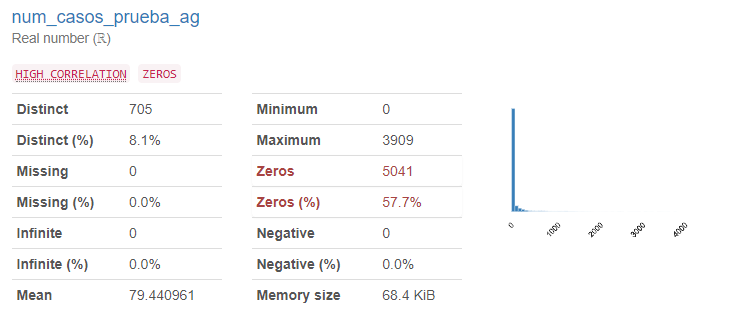 num_casos_prueba_ag
Real number (ℝ)
HIGH CORRELATION ZEROS
Distinct 705
Distinct (%) 8.1%
Missing 0
Missing (%) 0.0%
Infinite 0
Infinite (%) 0.0%
Mean 79.440961
Minimum 0
Maximum 3909
Zeros 5041
Zeros (%) 57.7%
Negative 0
Negative (%) 0.0%
Memory size 68.4 KiB
0 1000 2000 3000 4000